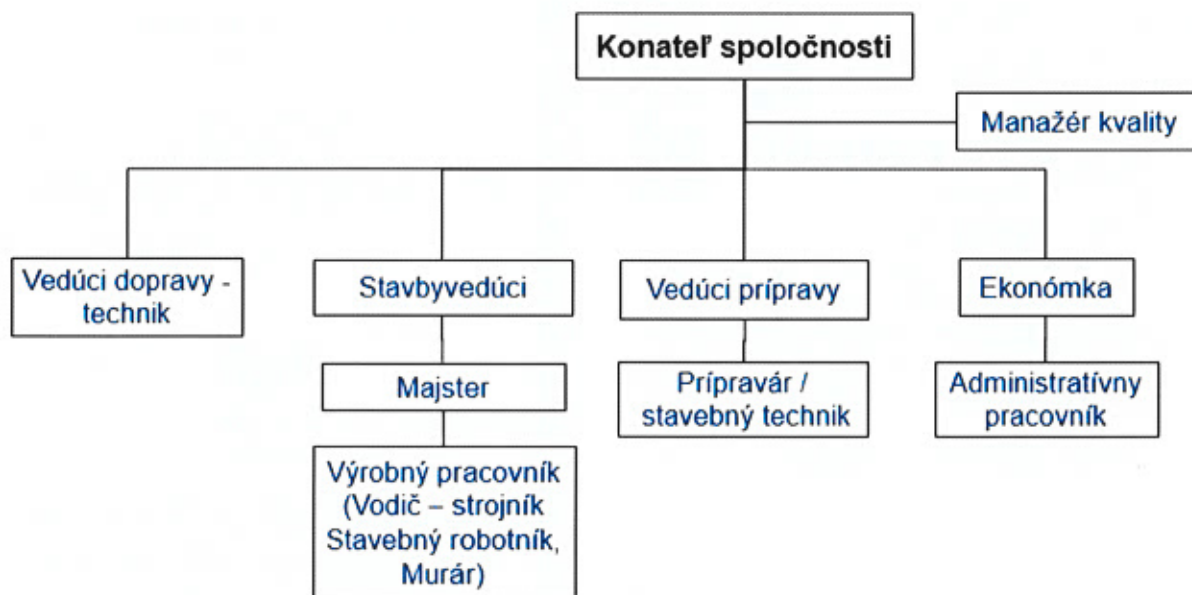 Konateľ spoločnosti
Manažér kvality
Vedúci dopravy -
technik
Stavbyvedúci
Vedúci prípravy
Ekonómka
Majster
Prípravár /
stavebný technik
Administratívny
pracovník
Výrobný pracovník
(Vodič – strojník
Stavebný robotník,
Murár)